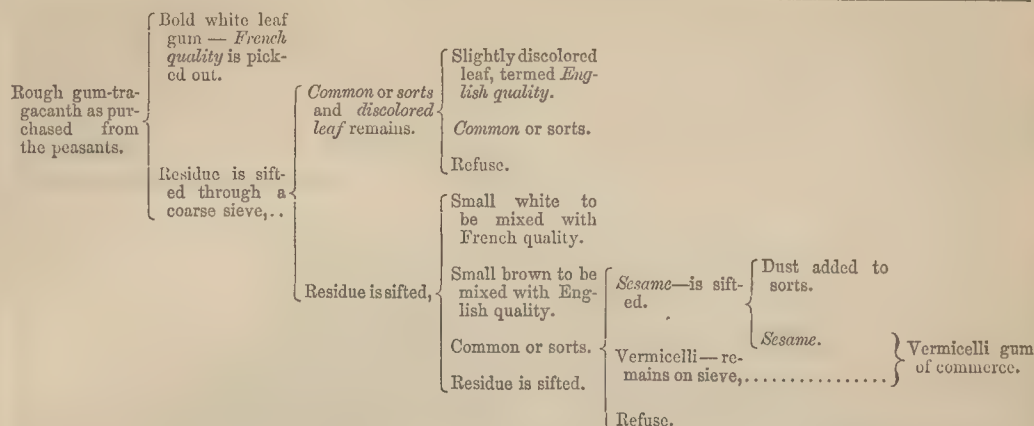 Rough gum-tra-
gacanth as pur-
chased from
the peasants.
Bold white leaf
gum — French
quality is pick-
ed out.
Residue is sift-
ed through a
coarse sieve,..
Common or sorts
and discolored
leaf remains.
Residue is sifted,
Slightly discolored
leaf, termed Eng-
lish quality.
Common or sorts.
Refuse.
Small white to
be mixed with
French quality.
Small brown to be
mixed with Eng-
lish quality.
Common or sorts.
Residue is sifted.
Sesame—is sift-
ed.
Vermicelli—re-
mains on sieve,................
Refuse.
Dust added to
sorts.
Sesame.
Vermicelli gum
of commerce.